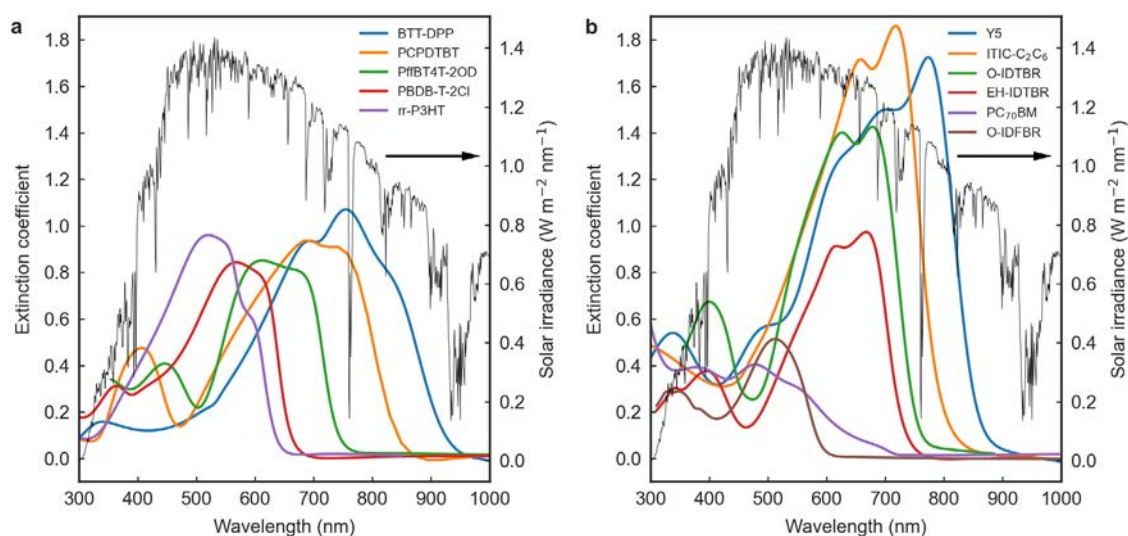 a
BTT-DPP
PCPDTBT
PffBT4T-2OD
PBDB-T-2Cl
rr-P3HT
Extinction coefficient
1.8
1.6
1.4
1.2
1.0
0.8
0.6
0.4
0.2
0.0
300 400 500 600 700 800 900 1000
Wavelength (nm)
1.4
1.2
1.0
0.8
0.6
0.4
0.2
0.0
Solar irradiance (W m⁻² nm⁻¹)
b
Y5
ITIC-C₂C₆
O-IDTBR
EH-IDTBR
PC₇₀BM
O-IDFBR
Extinction coefficient
1.8
1.6
1.4
1.2
1.0
0.8
0.6
0.4
0.2
0.0
300 400 500 600 700 800 900 1000
Wavelength (nm)
1.4
1.2
1.0
0.8
0.6
0.4
0.2
0.0
Solar irradiance (W m⁻² nm⁻¹)